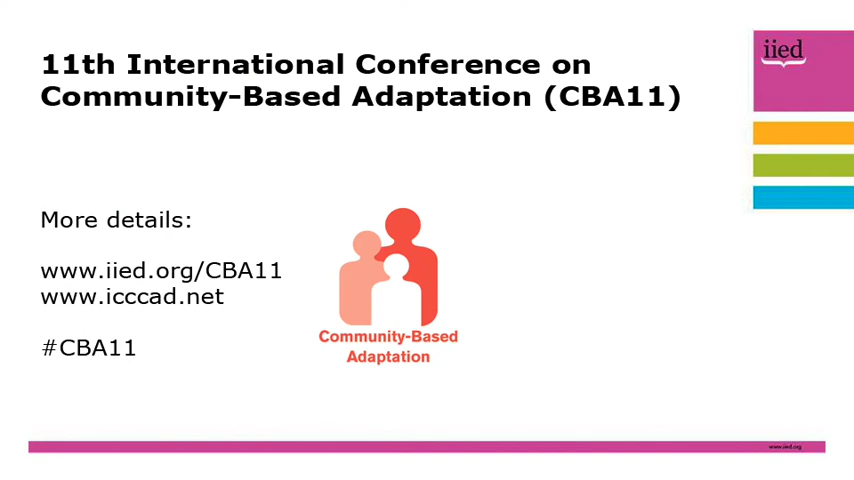 11th International Conference on
Community-Based Adaptation (CBA11)
iied
More details:
www.iied.org/CBA11
www.icccad.net
#CBA11
Community-Based
Adaptation
www.iied.org